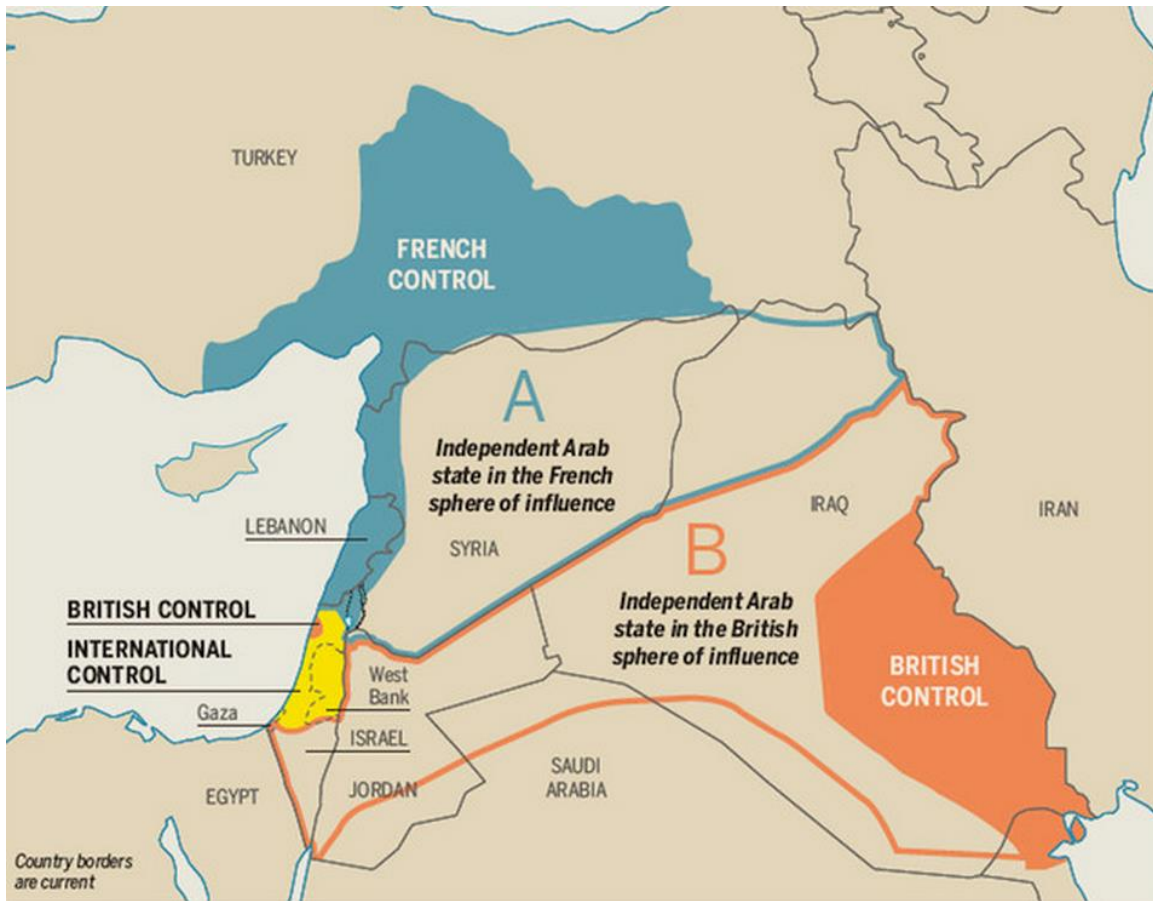 TURKEY
FRENCH
CONTROL
A
Independent Arab
state in the French
sphere of influence
LEBANON
SYRIA
IRAQ
IRAN
B
Independent Arab
state in the British
sphere of influence
BRITISH CONTROL
INTERNATIONAL
CONTROL
BRITISH
CONTROL
West
Bank
Gaza
ISRAEL
EGYPT
JORDAN
SAUDI
ARABIA
Country borders
are current